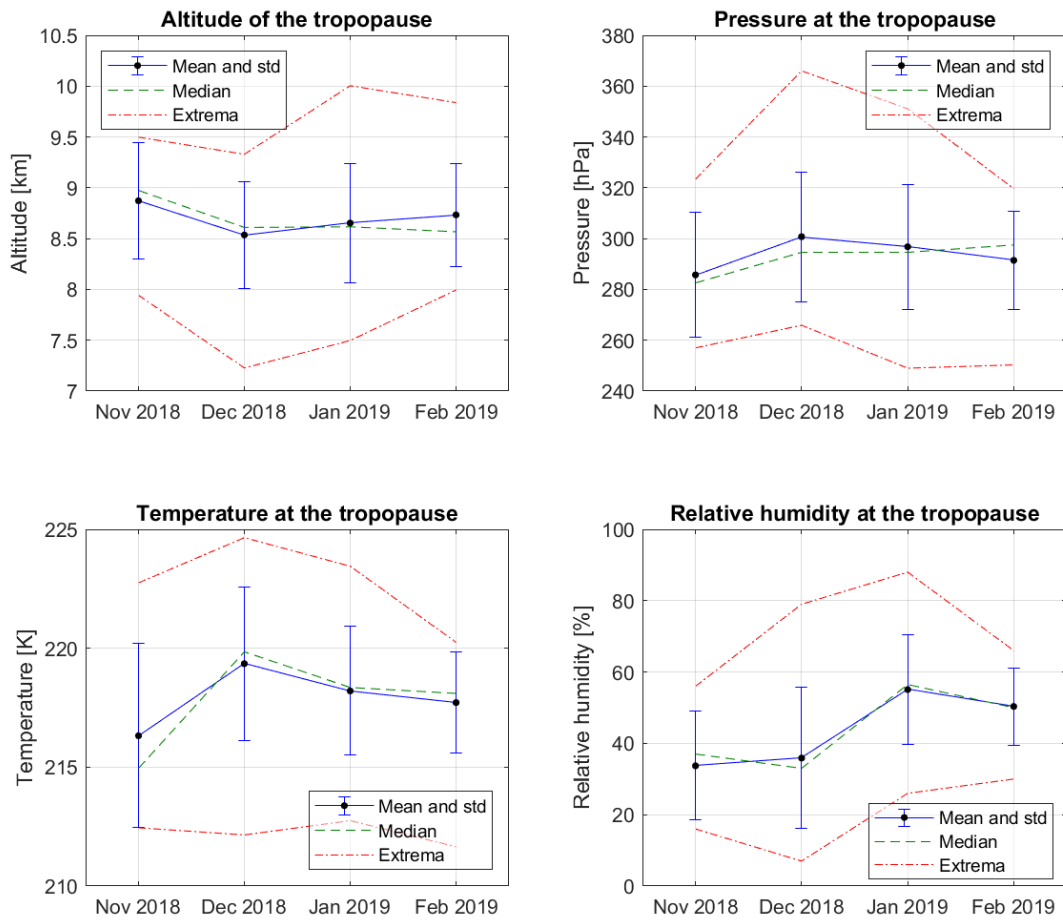 Altitude of the tropopause
10.5
10
9.5
9
8.5
8
7.5
7
Altitude [km]
Mean and std
Median
Extrema
Nov 2018 Dec 2018 Jan 2019 Feb 2019
Pressure at the tropopause
380
360
340
320
300
280
260
240
Pressure [hPa]
Mean and std
Median
Extrema
Nov 2018 Dec 2018 Jan 2019 Feb 2019
Temperature at the tropopause
225
220
215
210
Temperature [K]
Mean and std
Median
Extrema
Nov 2018 Dec 2018 Jan 2019 Feb 2019
Relative humidity at the tropopause
100
80
60
40
20
0
Relative humidity [%]
Mean and std
Median
Extrema
Nov 2018 Dec 2018 Jan 2019 Feb 2019